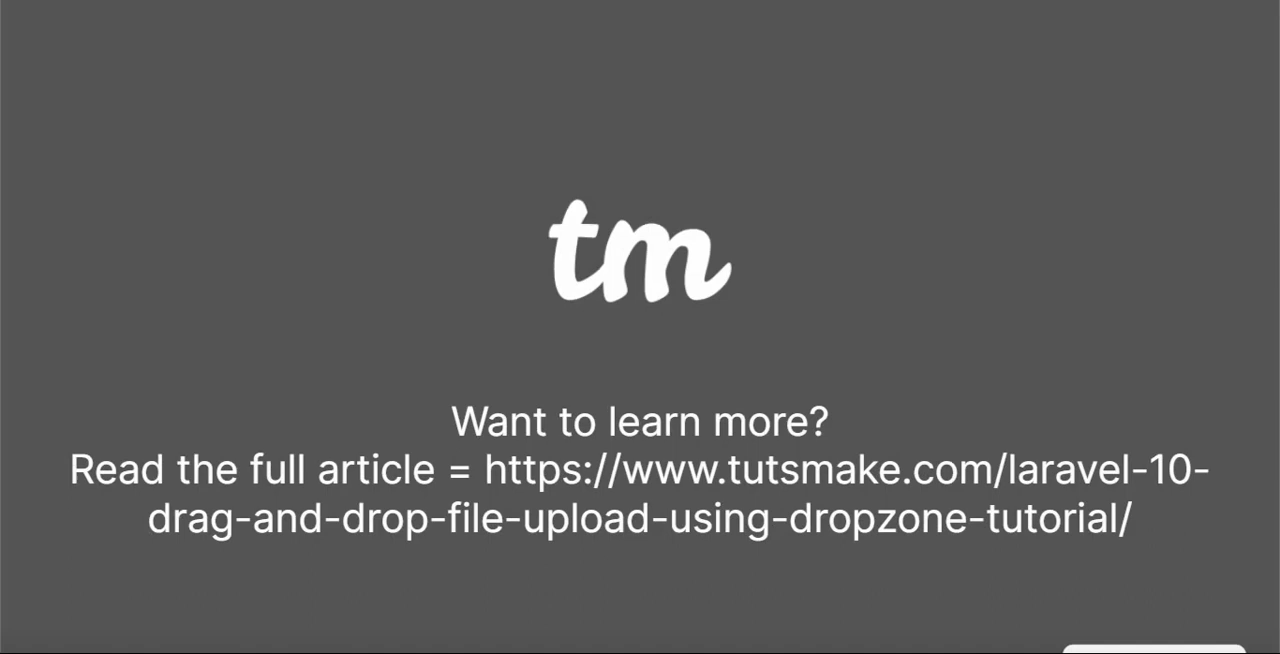 tm
Want to learn more?
Read the full article = https://www.tutsmake.com/laravel-10-
drag-and-drop-file-upload-using-dropzone-tutorial/